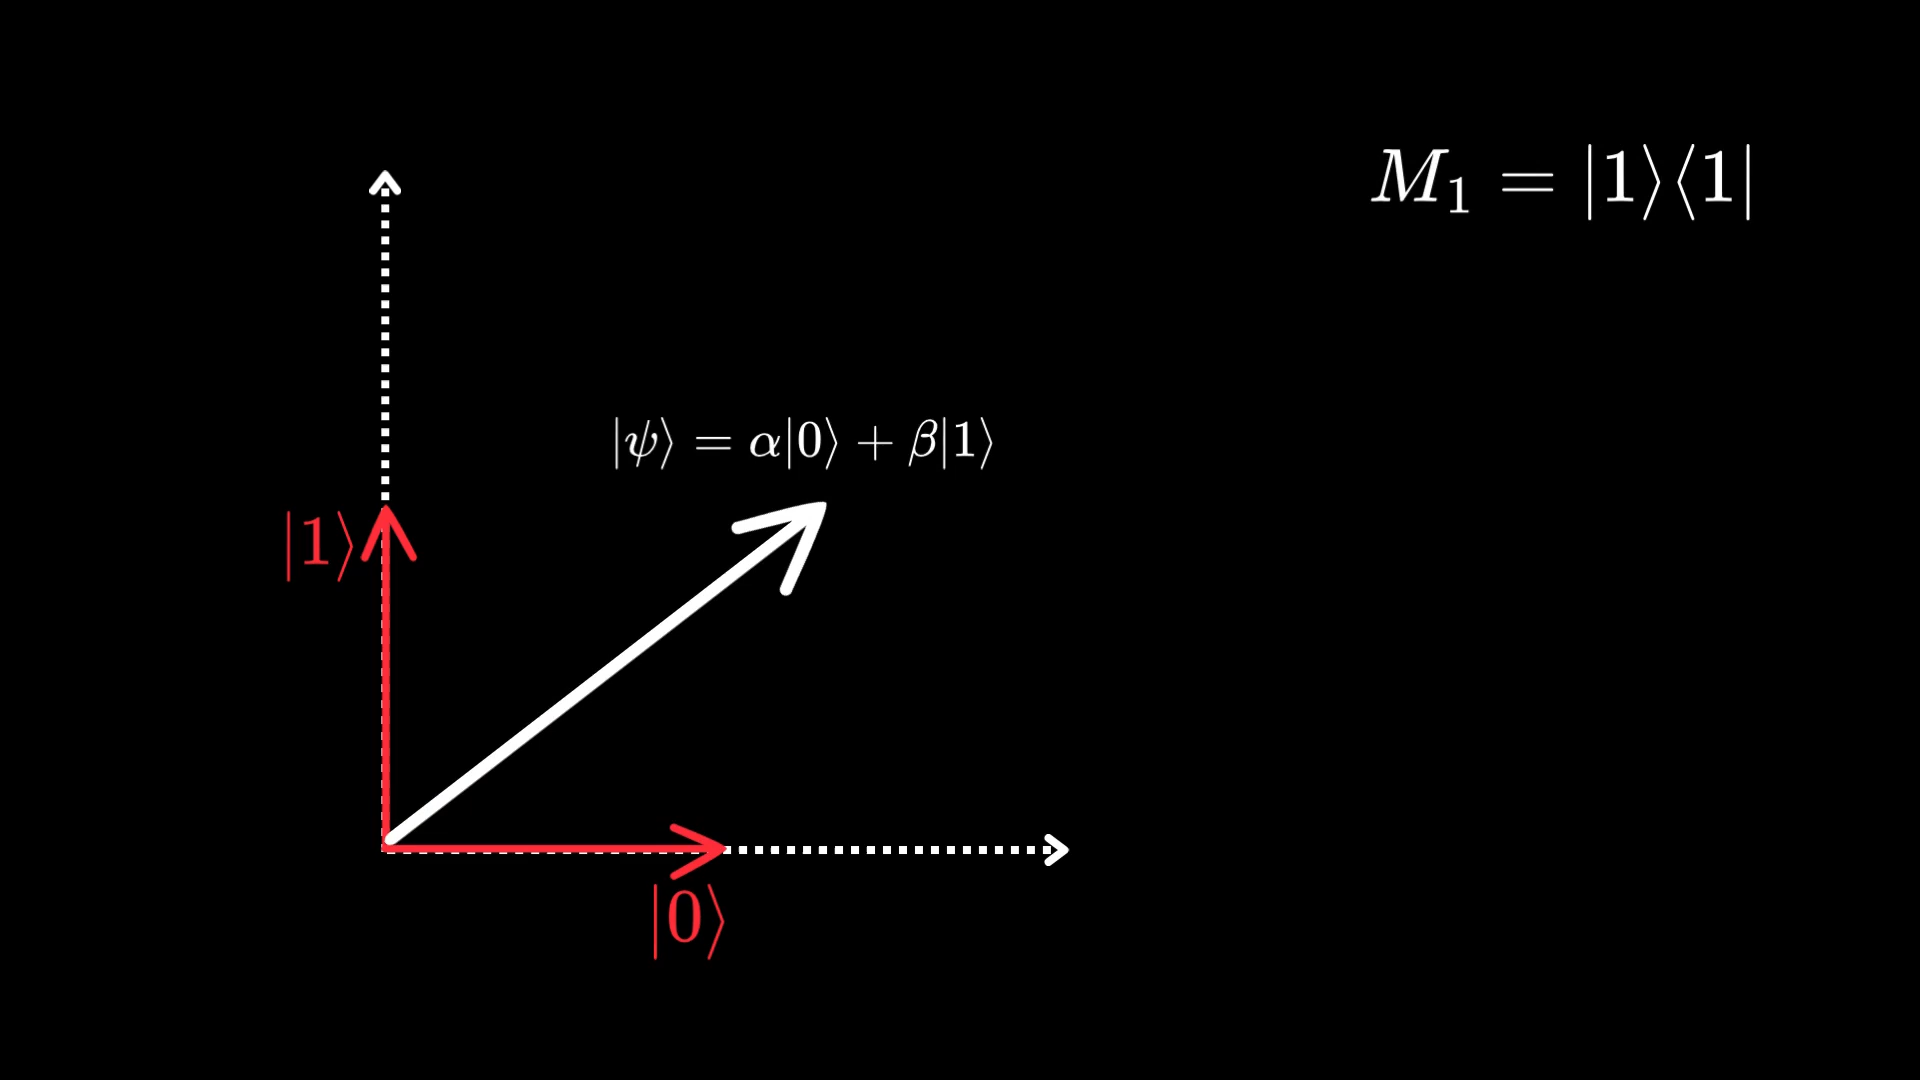 M₁ = |1⟩⟨1|
|ψ⟩ = α|0⟩ + β|1⟩
|1⟩
|0⟩